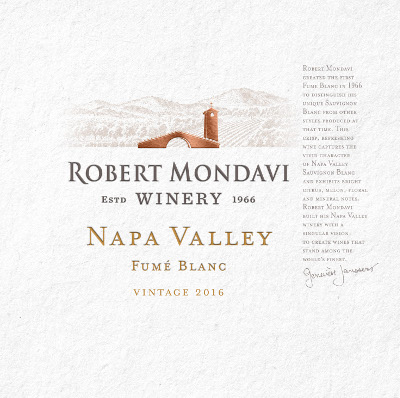 ROBERT MONDAVI
ESTD WINERY 1966
NAPA VALLEY
FUMÉ BLANC
VINTAGE 2016
ROBERT MONDAVI
CREATED THE FIRST
FUMÉ BLANC IN 1966
TO DISTINGUISH HIS
UNIQUE SAUVIGNON
BLANC FROM OTHER
STYLES PRODUCED AT
THAT TIME. THIS
CRISP, REFRESHING
WINE CAPTURES THE
VIVID CHARACTER
OF NAPA VALLEY
SAUVIGNON BLANC
AND EXHIBITS BRIGHT
CITRUS, MELON, FLORAL
AND MINERAL NOTES.
ROBERT MONDAVI
BUILT HIS NAPA VALLEY
WINERY WITH A
SINGULAR VISION:
TO CREATE WINES THAT
STAND AMONG THE
WORLD'S FINEST.
Genevieve Janssens